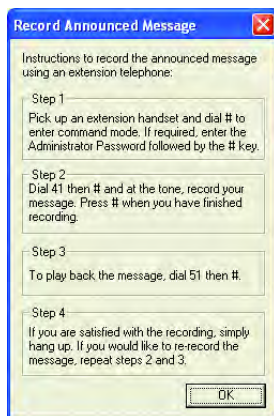 Record Announced Message
Instructions to record the announced message
using an extension telephone:
Step 1
Pick up an extension handset and dial # to
enter command mode. If required, enter the
Administrator Password followed by the # key.
Step 2
Dial 41 then # and at the tone, record your
message. Press # when you have finished
recording.
Step 3
To play back the message, dial 51 then #.
Step 4
If you are satisfied with the recording, simply
hang up. If you would like to re-record the
message, repeat steps 2 and 3.
OK